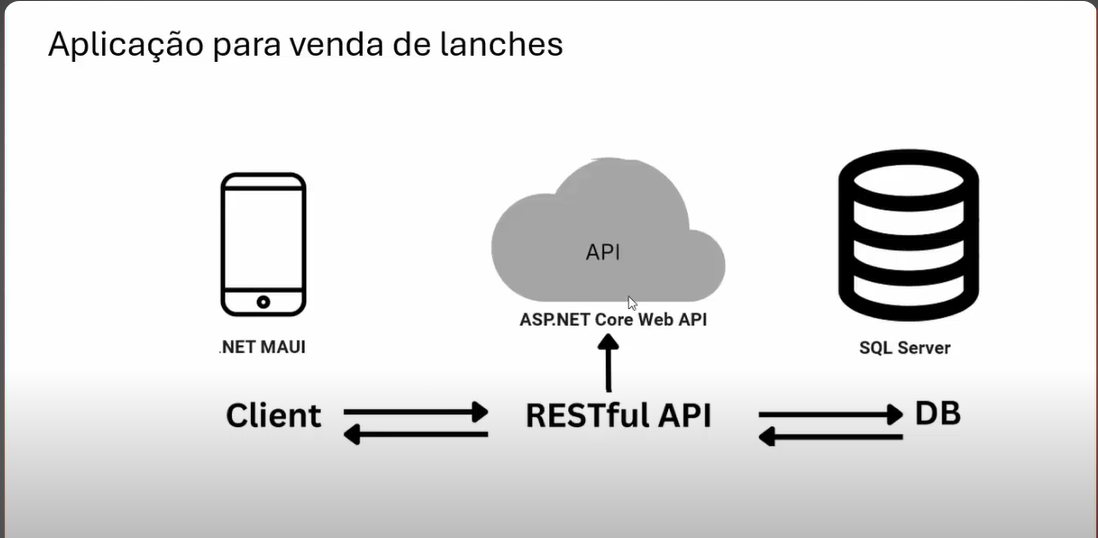 Aplicação para venda de lanches
API
ASP.NET Core Web API
.NET MAUI
SQL Server
Client
RESTful API
DB